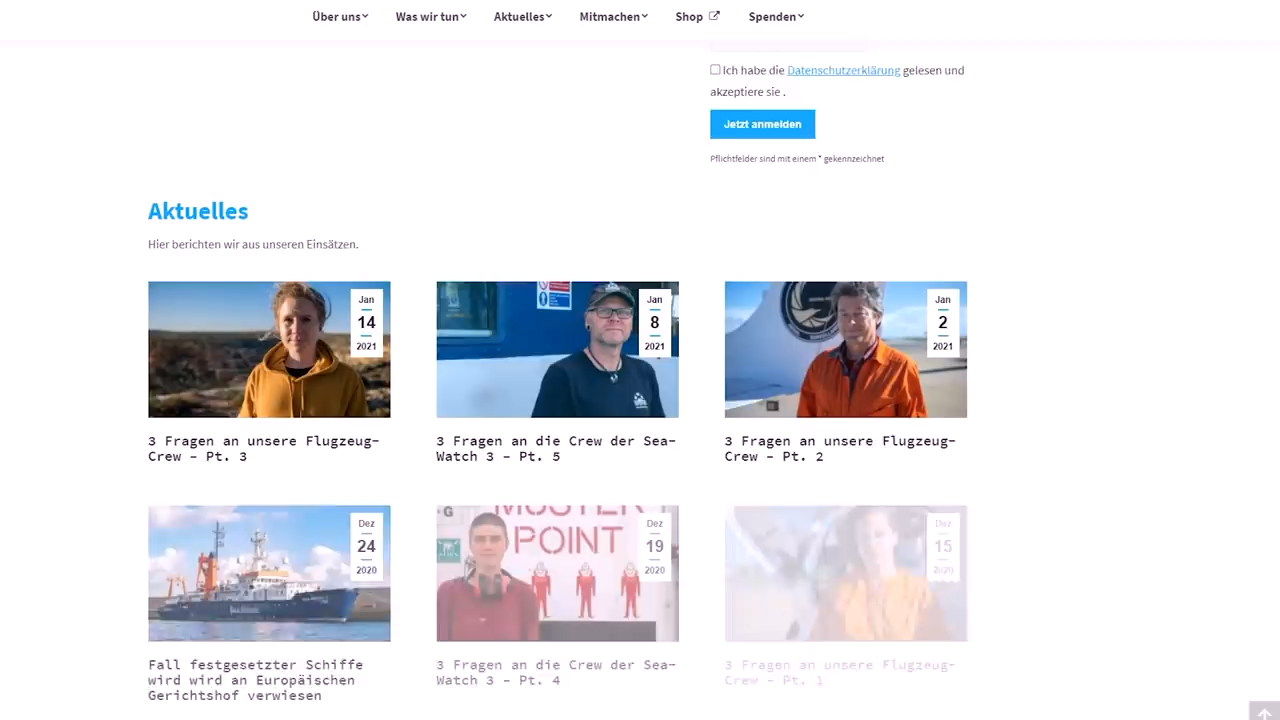 Über uns Was wir tun Aktuelles Mitmachen Shop Spenden
Ich habe die Datenschutzerklärung gelesen und
akzeptiere sie .
Jetzt anmelden
Pflichtfelder sind mit einem * gekennzeichnet
Aktuelles
Hier berichten wir aus unseren Einsätzen.
Jan
14
2021
Jan
8
2021
Jan
2
2021
3 Fragen an unsere Flugzeug-
Crew – Pt. 3
3 Fragen an die Crew der Sea-
Watch 3 – Pt. 5
3 Fragen an unsere Flugzeug-
Crew – Pt. 2
Dez
24
2020
G
MUSTER
POINT
Dez
19
2020
Dez
15
2020
Fall festgesetzter Schiffe
wird wird an Europäischen
Gerichtshof verwiesen
3 Fragen an die Crew der Sea-
Watch 3 – Pt. 4
3 Fragen an unsere Flugzeug-
Crew – Pt. 1